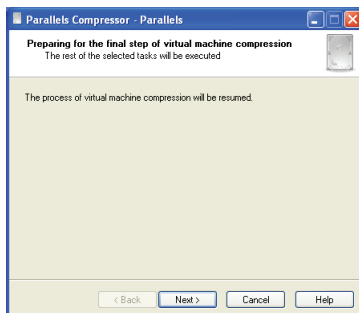 Parallels Compressor - Parallels
Preparing for the final step of virtual machine compression
The rest of the selected tasks will be executed
The process of virtual machine compression will be resumed.
< Back Next > Cancel Help